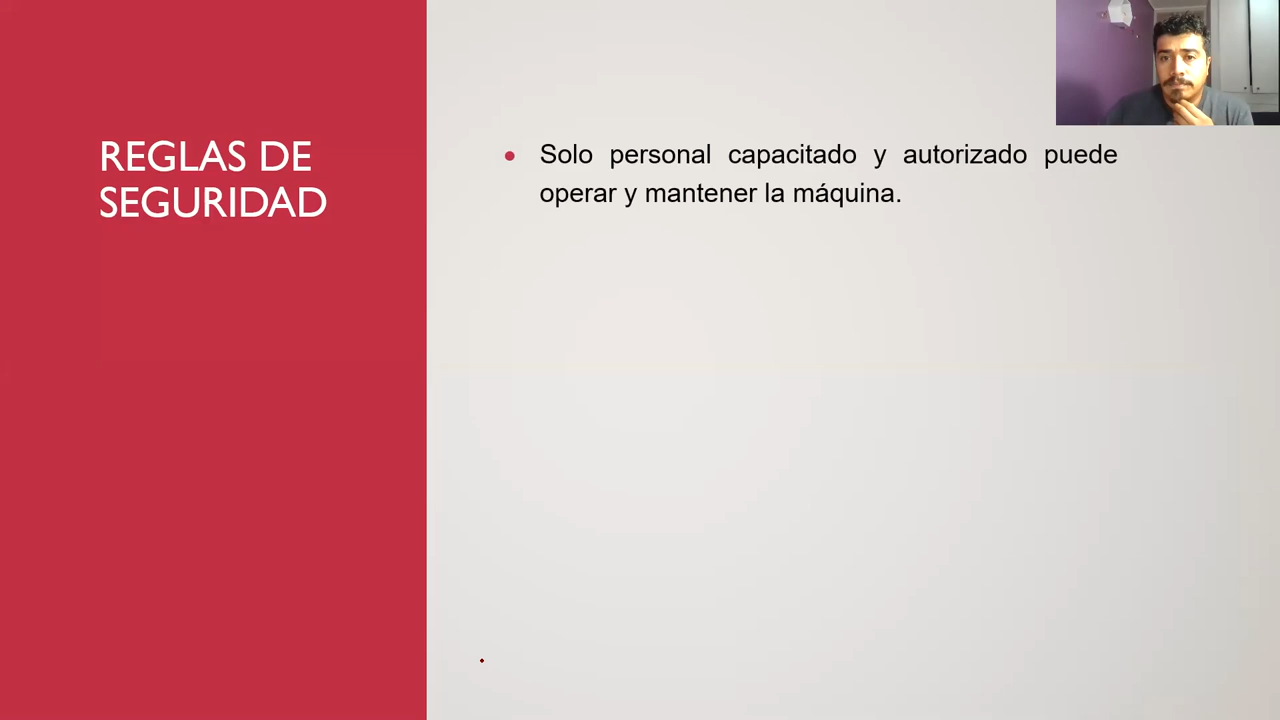 REGLAS DE
SEGURIDAD
Solo personal capacitado y autorizado puede
operar y mantener la máquina.